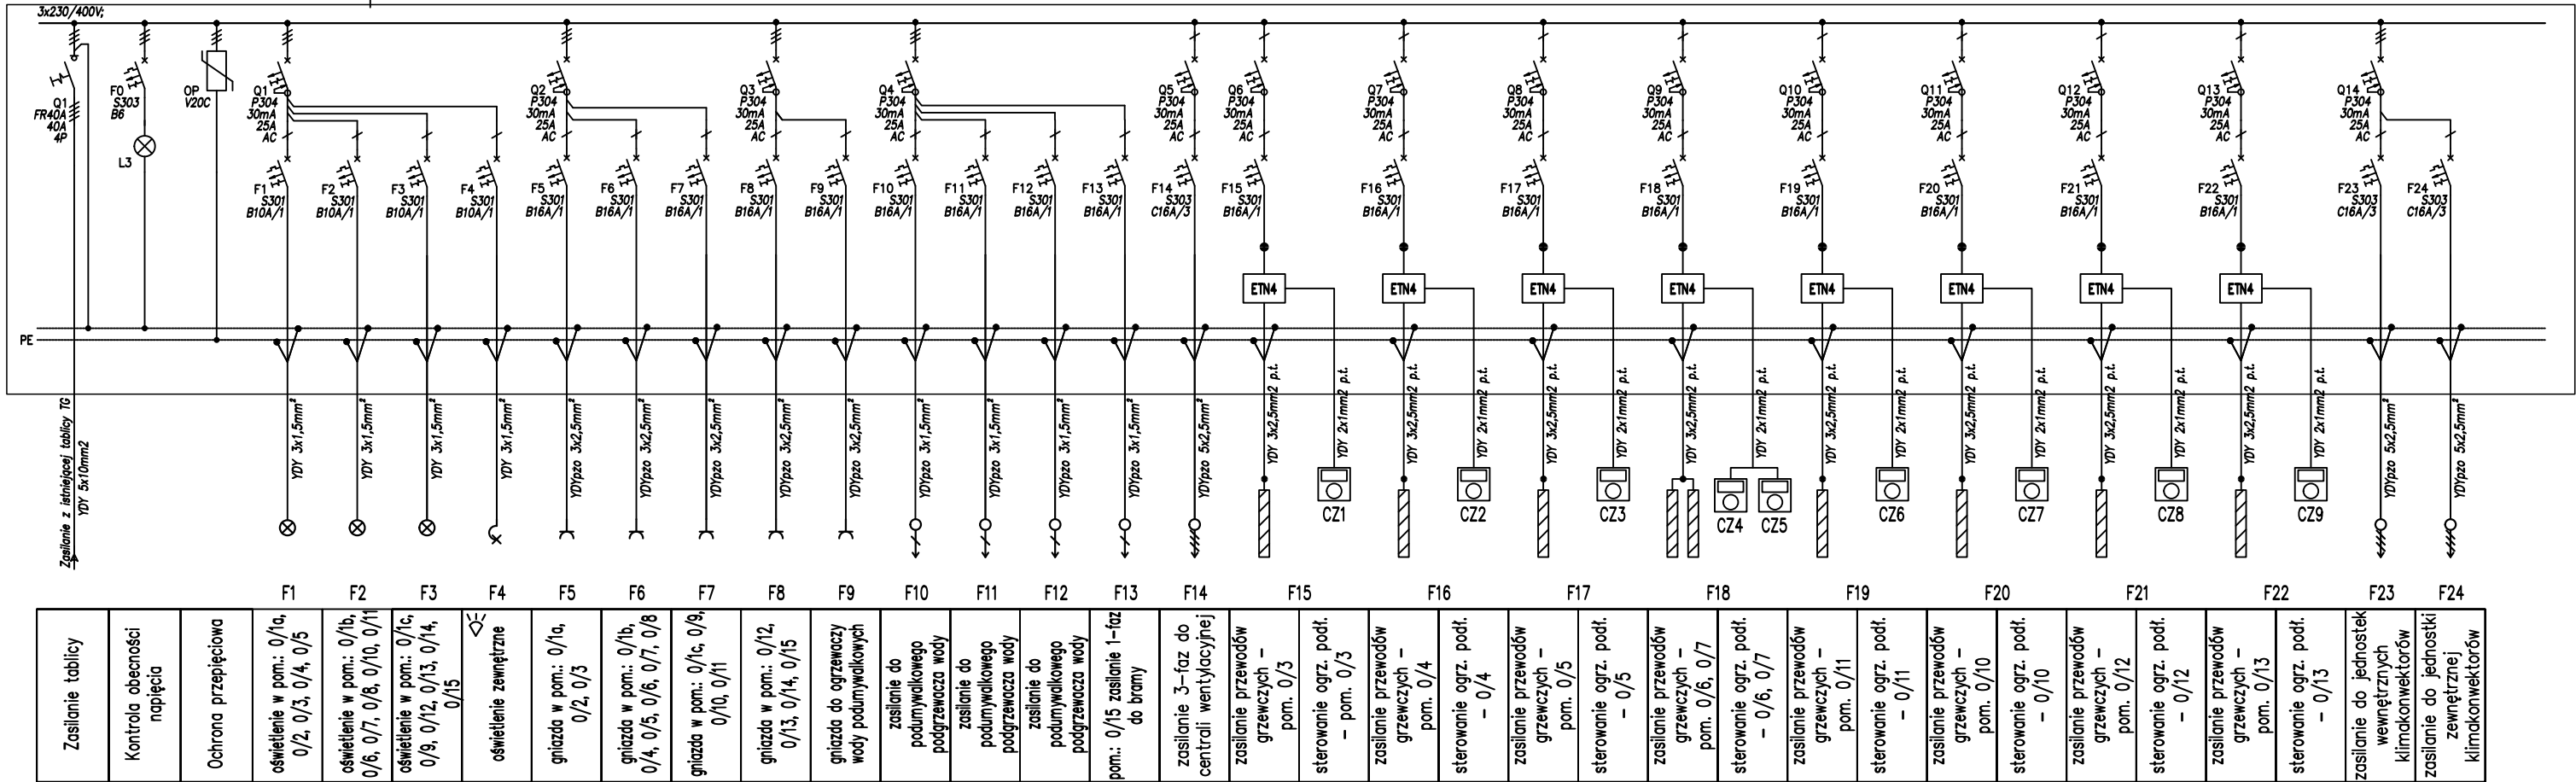 3x230/400V;
Q1
FR40A
40A
4P
F0
S303
B6
L3
OP
V20C
Q1
P304
30mA
25A
AC
Q2
P304
30mA
25A
AC
Q3
P304
30mA
25A
AC
Q4
P304
30mA
25A
AC
Q5
P304
30mA
25A
AC
Q6
P304
30mA
25A
AC
Q7
P304
30mA
25A
AC
Q8
P304
30mA
25A
AC
Q9
P304
30mA
25A
AC
Q10
P304
30mA
25A
AC
Q11
P304
30mA
25A
AC
Q12
P304
30mA
25A
AC
Q13
P304
30mA
25A
AC
Q14
P304
30mA
25A
AC
F1
S301
B10A/1
F2
S301
B10A/1
F3
S301
B10A/1
F4
S301
B10A/1
F5
S301
B16A/1
F6
S301
B16A/1
F7
S301
B16A/1
F8
S301
B16A/1
F9
S301
B16A/1
F10
S301
B16A/1
F11
S301
B16A/1
F12
S301
B16A/1
F13
S301
B16A/1
F14
S303
C16A/3
F15
S301
B16A/1
F16
S301
B16A/1
F17
S301
B16A/1
F18
S301
B16A/1
F19
S301
B16A/1
F20
S301
B16A/1
F21
S301
B16A/1
F22
S301
B16A/1
F23
S303
C16A/3
F24
S303
C16A/3
ETN4
ETN4
ETN4
ETN4
ETN4
ETN4
ETN4
ETN4
PE
Zasilanie z istniejącej tablicy TG
YDY 5x10mm2
YDY 3x1,5mm²
YDY 3x1,5mm²
YDY 3x1,5mm²
YDY 3x1,5mm²
YDYpzo 3x2,5mm²
YDYpzo 3x2,5mm²
YDYpzo 3x2,5mm²
YDYpzo 3x2,5mm²
YDYpzo 3x2,5mm²
YDYpzo 3x1,5mm²
YDYpzo 3x1,5mm²
YDYpzo 3x1,5mm²
YDYpzo 3x1,5mm²
YDYpzo 5x2,5mm²
YDY 3x2,5mm2 p.t.
YDY 2x1mm2 p.t.
YDY 3x2,5mm2 p.t.
YDY 2x1mm2 p.t.
YDY 3x2,5mm2 p.t.
YDY 2x1mm2 p.t.
YDY 3x2,5mm2 p.t.
YDY 2x1mm2 p.t.
YDY 3x2,5mm2 p.t.
YDY 2x1mm2 p.t.
YDY 3x2,5mm2 p.t.
YDY 2x1mm2 p.t.
YDY 3x2,5mm2 p.t.
YDY 2x1mm2 p.t.
YDY 3x2,5mm2 p.t.
YDY 2x1mm2 p.t.
YDYpzo 5x2,5mm²
YDYpzo 5x2,5mm²
CZ1
CZ2
CZ3
CZ4
CZ5
CZ6
CZ7
CZ8
CZ9
F1
F2
F3
F4
F5
F6
F7
F8
F9
F10
F11
F12
F13
F14
F15
F16
F17
F18
F19
F20
F21
F22
F23
F24
Zasilanie tablicy
Kontrola obecności
napięcia
Ochrona przepięciowa
oświetlenie w pom.: 0/1a,
0/2, 0/3, 0/4, 0/5
oświetlenie w pom.: 0/1b,
0/6, 0/7, 0/8, 0/10, 0/11
oświetlenie w pom.: 0/1c,
0/9, 0/12, 0/13, 0/14,
0/15
oświetlenie zewnętrzne
gniazda w pom.: 0/1a,
0/2, 0/3
gniazda w pom.: 0/1b,
0/4, 0/5, 0/6, 0/7, 0/8
gniazda w pom.: 0/1c, 0/9,
0/10, 0/11
gniazda w pom.: 0/12,
0/13, 0/14, 0/15
gniazda do ogrzewaczy
wody podumywalkowych
zasilanie do
podumywalkowego
podgrzewacza wody
zasilanie do
podumywalkowego
podgrzewacza wody
zasilanie do
podumywalkowego
podgrzewacza wody
pom.: 0/15 zasilanie 1-faz
do bramy
zasilanie 3-faz do
centrali wentylacyjnej
zasilanie przewodów
grzewczych -
pom. 0/3
sterowanie ogrz. podł.
- pom. 0/3
zasilanie przewodów
grzewczych -
pom. 0/4
sterowanie ogrz. podł.
- 0/4
zasilanie przewodów
grzewczych -
pom. 0/5
sterowanie ogrz. podł.
- 0/5
zasilanie przewodów
grzewczych -
pom. 0/6, 0/7
sterowanie ogrz. podł.
- 0/6, 0/7
zasilanie przewodów
grzewczych -
pom. 0/11
sterowanie ogrz. podł.
- 0/11
zasilanie przewodów
grzewczych -
pom. 0/10
sterowanie ogrz. podł.
- 0/10
zasilanie przewodów
grzewczych -
pom. 0/12
sterowanie ogrz. podł.
- 0/12
zasilanie przewodów
grzewczych -
pom. 0/13
sterowanie ogrz. podł.
- 0/13
zasilanie do jednostek
wewnętrznych
klimakonwektorów
zasilanie do jednostki
zewnętrznej
klimakonwektorów